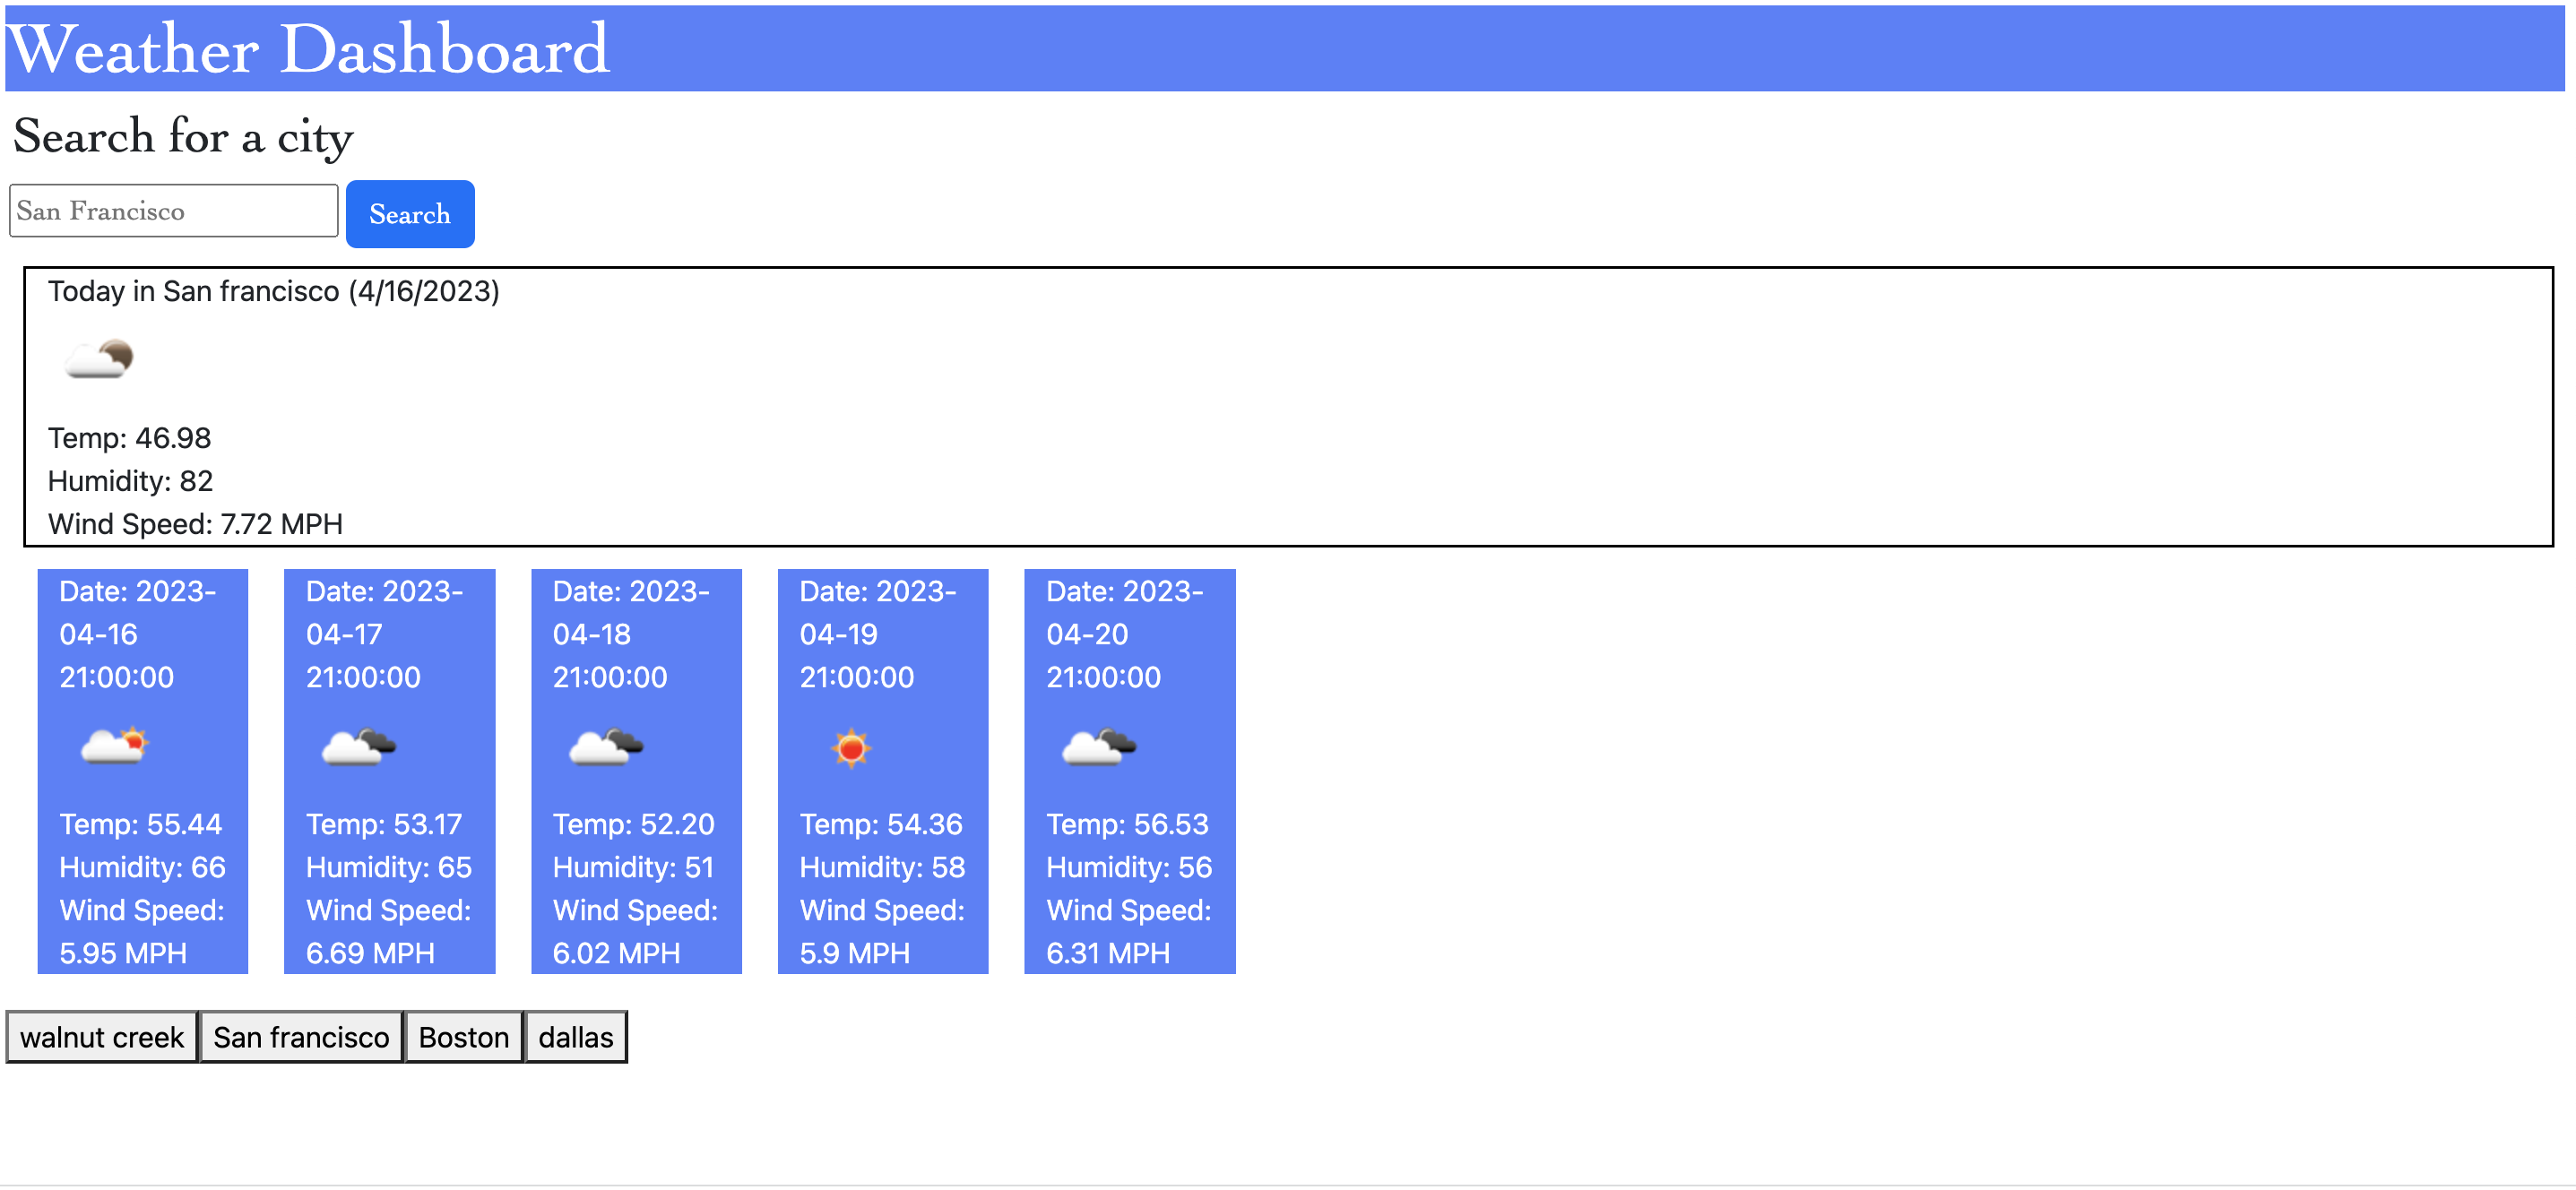 Weather Dashboard
Search for a city
San Francisco
Search
Today in San francisco (4/16/2023)
Temp: 46.98
Humidity: 82
Wind Speed: 7.72 MPH
Date: 2023-
04-16
21:00:00
Temp: 55.44
Humidity: 66
Wind Speed:
5.95 MPH
Date: 2023-
04-17
21:00:00
Temp: 53.17
Humidity: 65
Wind Speed:
6.69 MPH
Date: 2023-
04-18
21:00:00
Temp: 52.20
Humidity: 51
Wind Speed:
6.02 MPH
Date: 2023-
04-19
21:00:00
Temp: 54.36
Humidity: 58
Wind Speed:
5.9 MPH
Date: 2023-
04-20
21:00:00
Temp: 56.53
Humidity: 56
Wind Speed:
6.31 MPH
walnut creek
San francisco
Boston
dallas